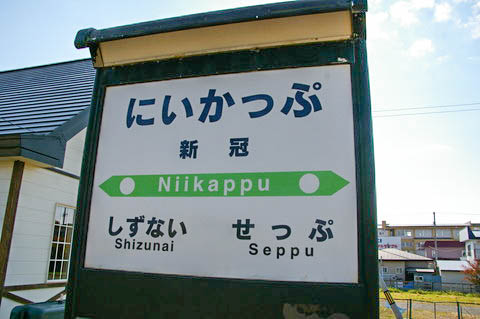 にいかっぷ
新冠
Niikappu
しずない せっぷ
Shizunai Seppu